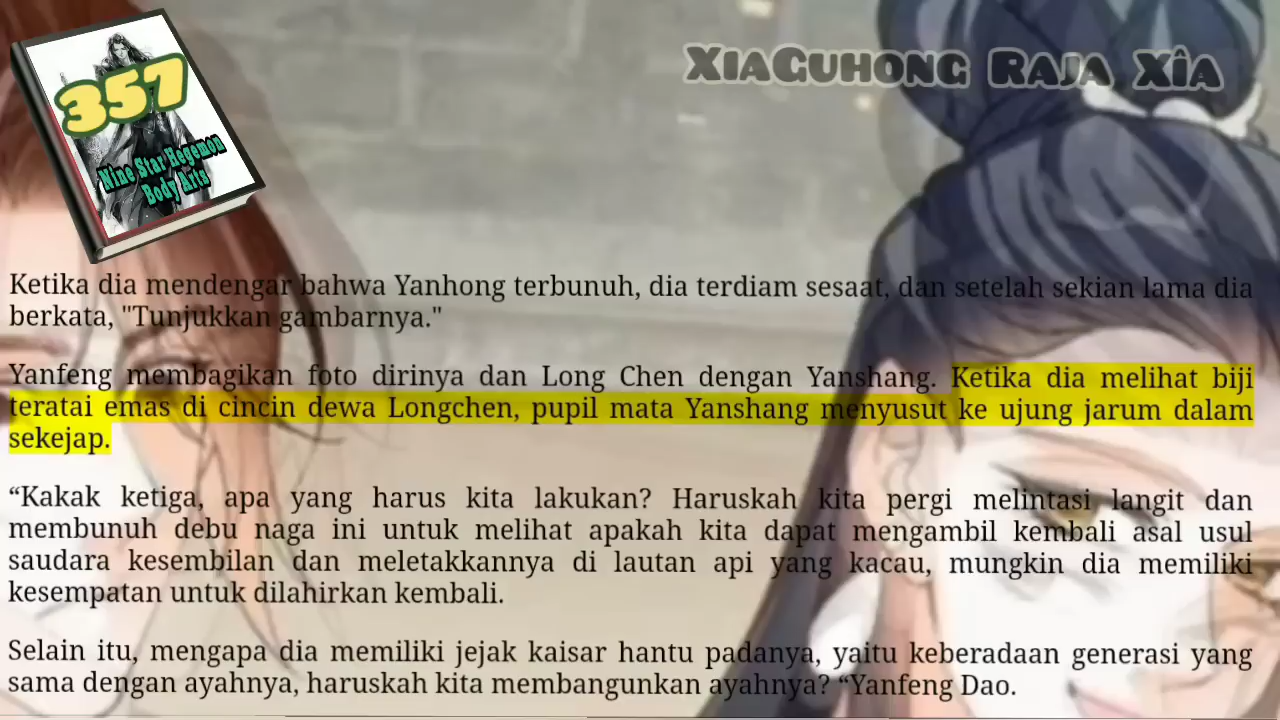 XiaGuhong Raja Xîa
357
Nine Star Hegemon
Body Arts
Ketika dia mendengar bahwa Yanhong terbunuh, dia terdiam sesaat, dan setelah sekian lama dia
berkata, "Tunjukkan gambarnya."
Yanfeng membagikan foto dirinya dan Long Chen dengan Yanshang. Ketika dia melihat biji
teratai emas di cincin dewa Longchen, pupil mata Yanshang menyusut ke ujung jarum dalam
sekejap.
“Kakak ketiga, apa yang harus kita lakukan? Haruskah kita pergi melintasi langit dan
membunuh debu naga ini untuk melihat apakah kita dapat mengambil kembali asal usul
saudara kesembilan dan meletakkannya di lautan api yang kacau, mungkin dia memiliki
kesempatan untuk dilahirkan kembali.
Selain itu, mengapa dia memiliki jejak kaisar hantu padanya, yaitu keberadaan generasi yang
sama dengan ayahnya, haruskah kita membangunkan ayahnya? “Yanfeng Dao.